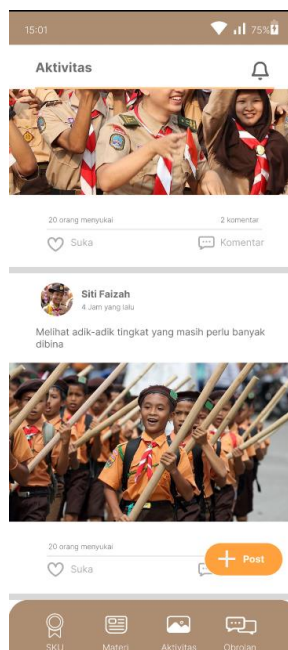 15:01
75%
Aktivitas
20 orang menyukai
2 komentar
Suka
Komentar
Siti Faizah
4 Jam yang lalu
Melihat adik-adik tingkat yang masih perlu banyak
dibina
20 orang menyukai
Suka
Post
SKU
Materi
Aktivitas
Obrolan